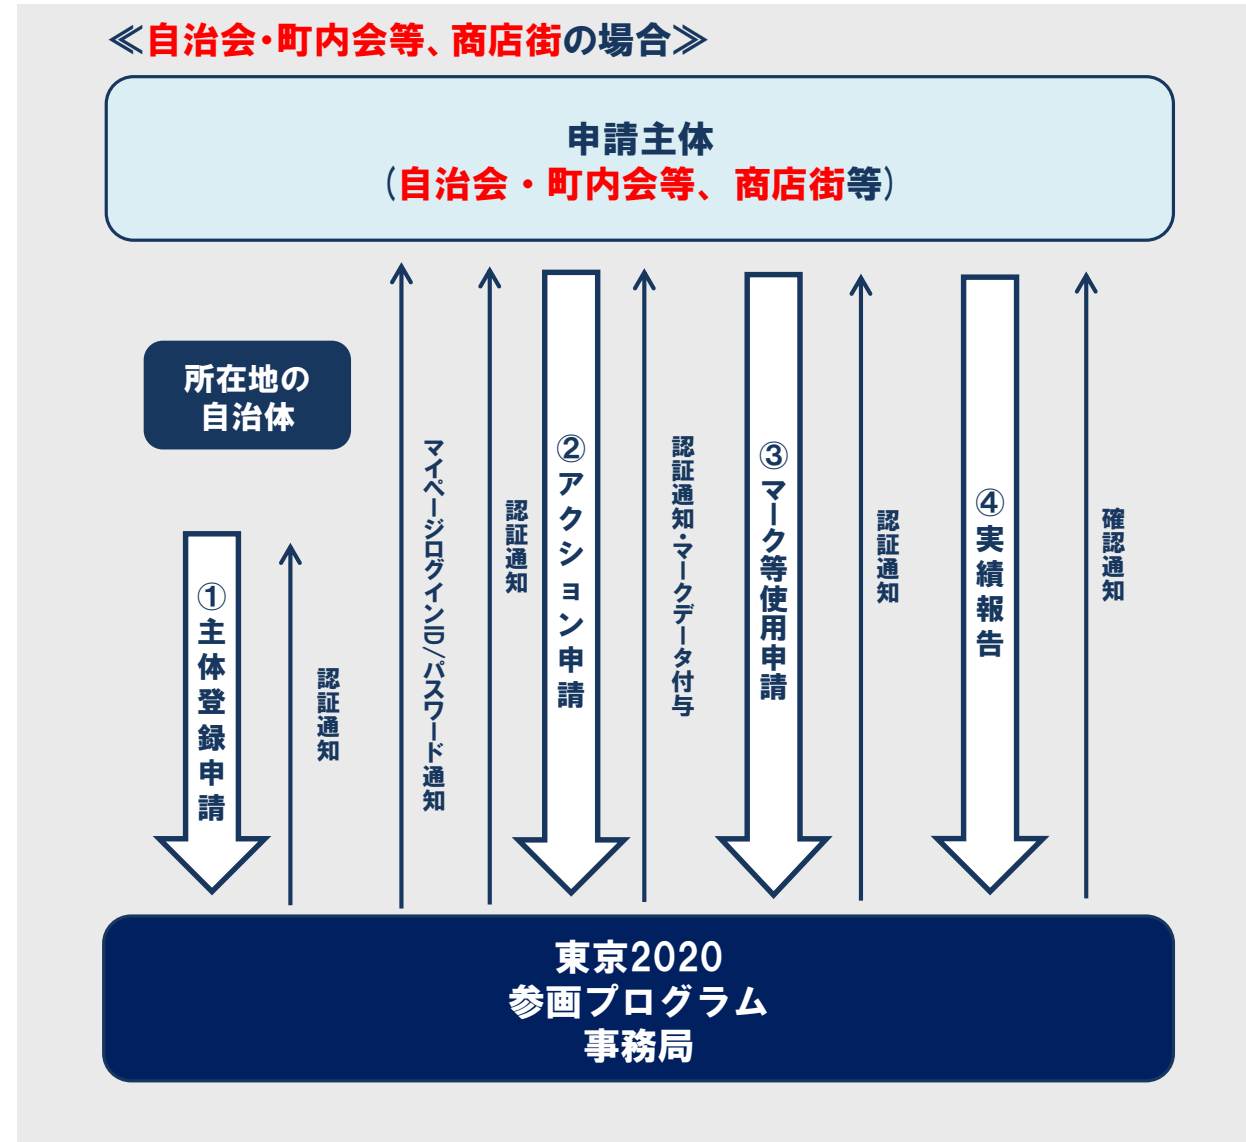 ≪自治会・町内会等、商店街の場合≫
申請主体
(自治会・町内会等、商店街等)
所在地の
自治体
①主体登録申請
認証通知
マイページログインID/パスワード通知
認証通知
②アクション申請
認証通知・マークデータ付与
③マーク等使用申請
認証通知
④実績報告
確認通知
東京2020
参画プログラム
事務局